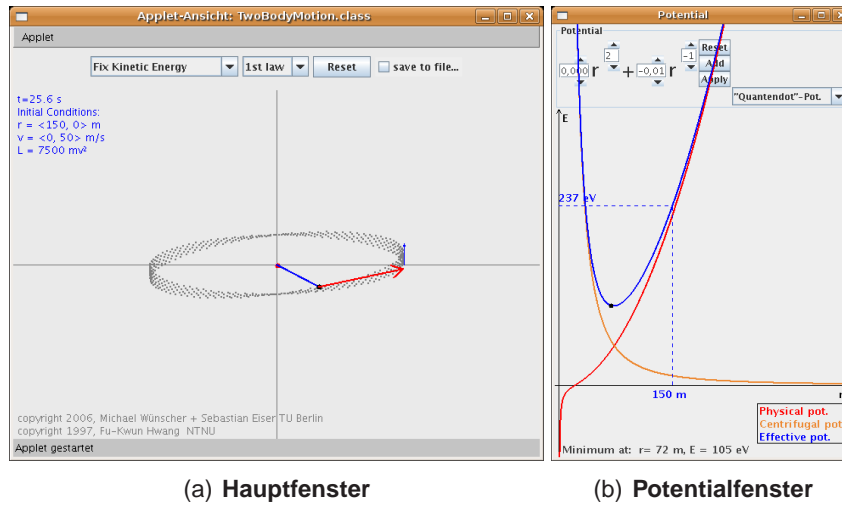 Applet-Ansicht: TwoBodyMotion.class
Applet
Fix Kinetic Energy 1st law Reset save to file...
t=25.6 s
Initial Conditions:
r = <150, 0> m
v = <0, 50> m/s
L = 7500 mv²
copyright 2006, Michael Wünscher + Sebastian Eiser TU Berlin
copyright 1997, Fu-Kwun Hwang NTNU
Applet gestartet
(a) Hauptfenster
Potential
Potential
0,000 r 2 + -0,01 r -1
Reset
Add
Apply
"Quantendot"-Pot.
E
237 eV
150 m
r
Physical pot.
Centrifugal pot
Effective pot.
Minimum at: r= 72 m, E = 105 eV
(b) Potentialfenster